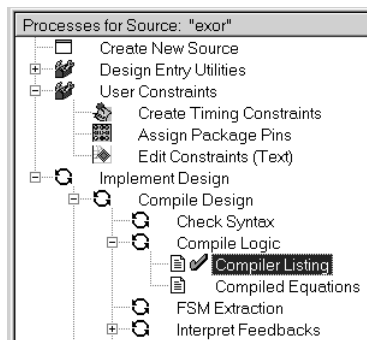 Processes for Source: "exor"
Create New Source
Design Entry Utilities
User Constraints
Create Timing Constraints
Assign Package Pins
Edit Constraints (Text)
Implement Design
Compile Design
Check Syntax
Compile Logic
Compiler Listing
Compiled Equations
FSM Extraction
Interpret Feedbacks